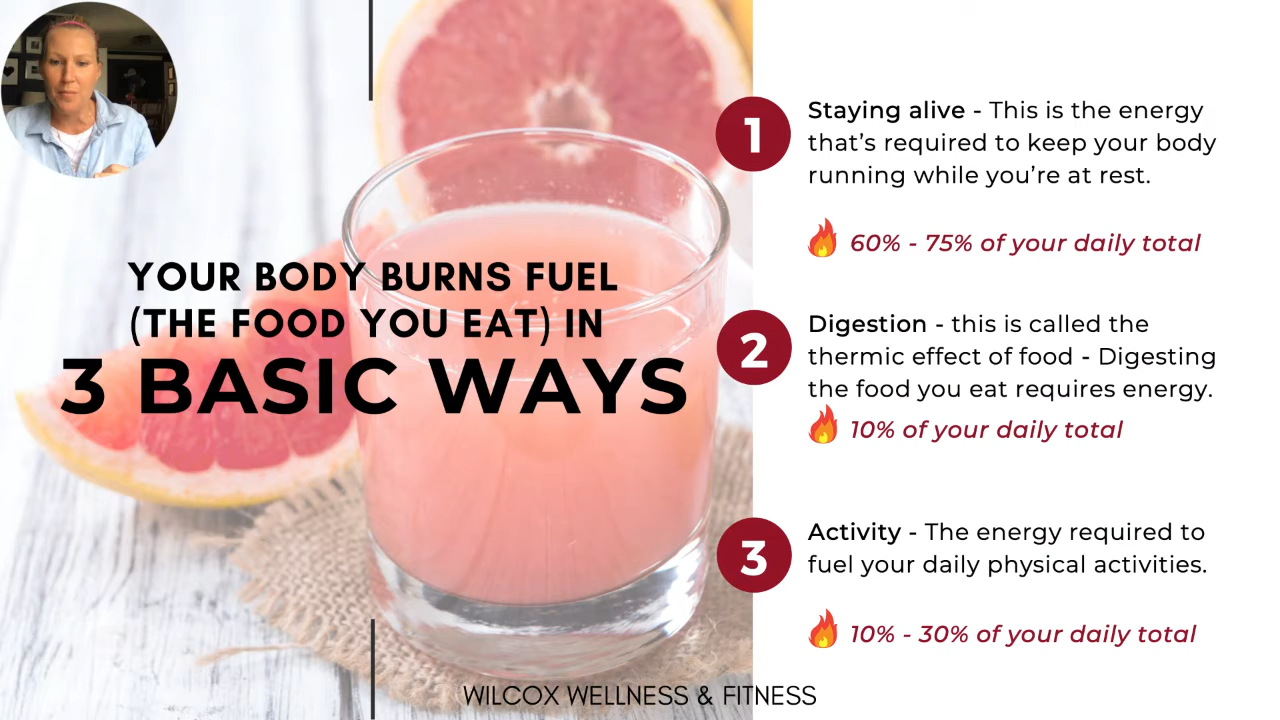 YOUR BODY BURNS FUEL
(THE FOOD YOU EAT) IN
3 BASIC WAYS
1
Staying alive - This is the energy
that's required to keep your body
running while you're at rest.
60% - 75% of your daily total
2
Digestion - this is called the
thermic effect of food - Digesting
the food you eat requires energy.
10% of your daily total
3
Activity - The energy required to
fuel your daily physical activities.
10% - 30% of your daily total
WILCOX WELLNESS & FITNESS